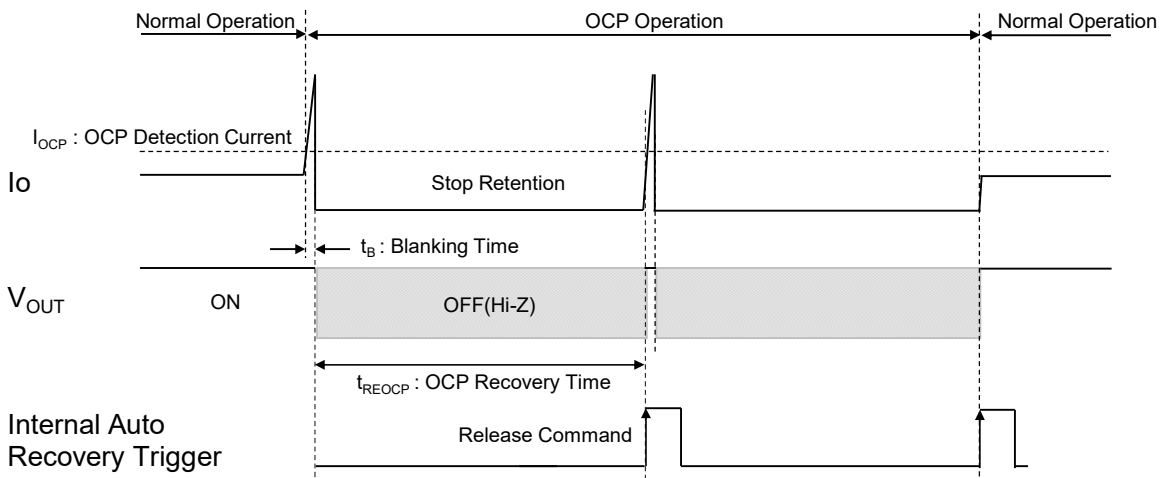 Normal Operation
OCP Operation
Normal Operation
I_OCP : OCP Detection Current
Io
Stop Retention
t_B : Blanking Time
V_OUT
ON
OFF(Hi-Z)
t_REOCP : OCP Recovery Time
Internal Auto
Recovery Trigger
Release Command